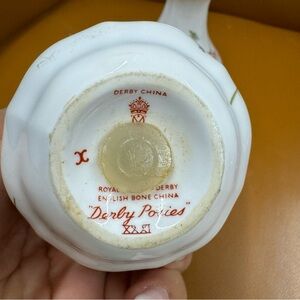 DERBY CHINA
ROYAL DERBY
ENGLISH BONE CHINA
"Derby Posies"